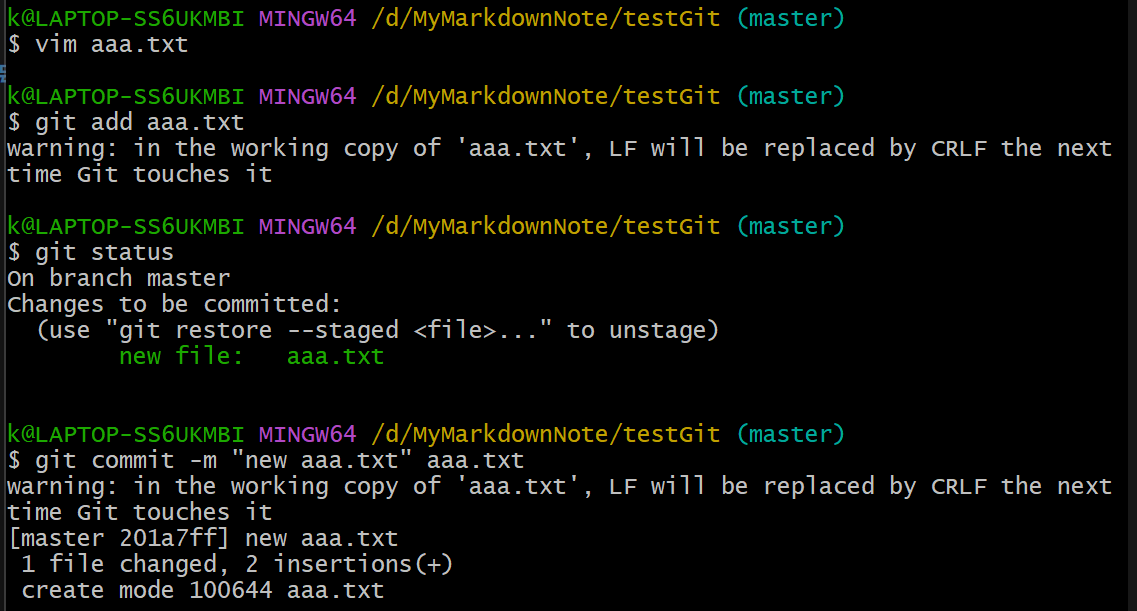 k@LAPTOP-SS6UKMBI MINGW64 /d/MyMarkdownNote/testGit (master)
$ vim aaa.txt
k@LAPTOP-SS6UKMBI MINGW64 /d/MyMarkdownNote/testGit (master)
$ git add aaa.txt
warning: in the working copy of 'aaa.txt', LF will be replaced by CRLF the next
time Git touches it
k@LAPTOP-SS6UKMBI MINGW64 /d/MyMarkdownNote/testGit (master)
$ git status
On branch master
Changes to be committed:
  (use "git restore --staged <file>..." to unstage)
        new file:   aaa.txt
k@LAPTOP-SS6UKMBI MINGW64 /d/MyMarkdownNote/testGit (master)
$ git commit -m "new aaa.txt" aaa.txt
warning: in the working copy of 'aaa.txt', LF will be replaced by CRLF the next
time Git touches it
[master 201a7ff] new aaa.txt
 1 file changed, 2 insertions(+)
 create mode 100644 aaa.txt